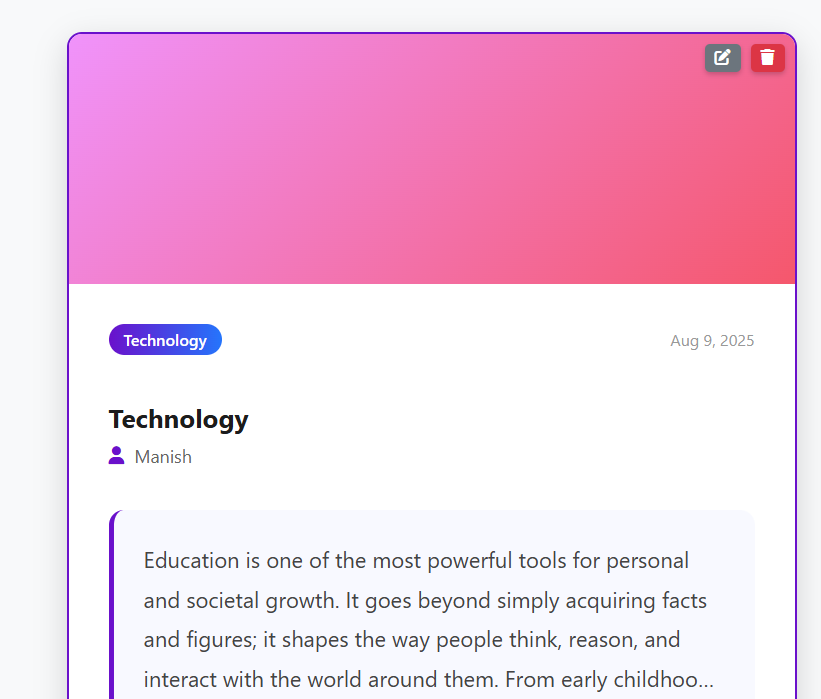 Technology
Aug 9, 2025
Technology
Manish
Education is one of the most powerful tools for personal
and societal growth. It goes beyond simply acquiring facts
and figures; it shapes the way people think, reason, and
interact with the world around them. From early childhoo...